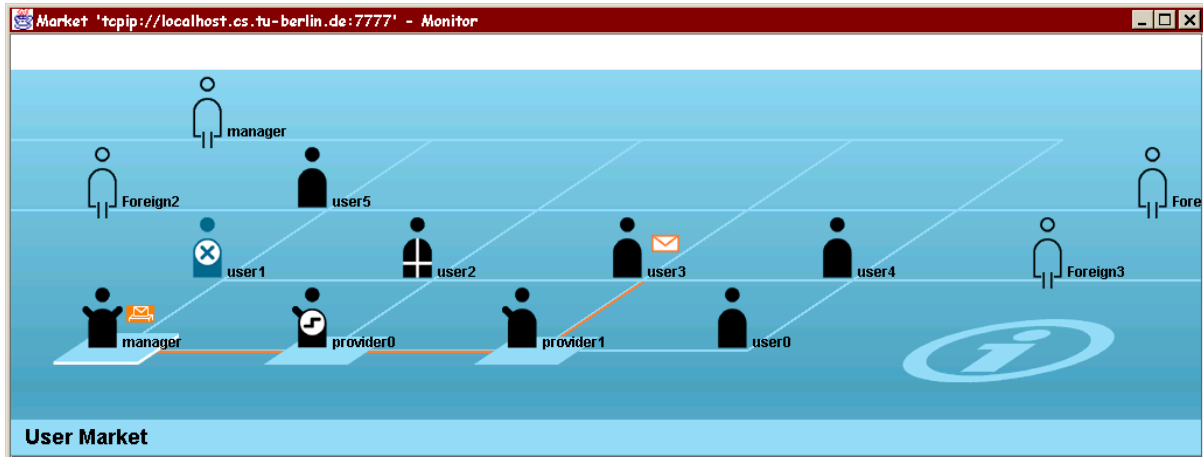 Market 'tcpip://localhost.cs.tu-berlin.de:7777' - Monitor
manager
Foreign2
user5
Fore
user1
user2
user3
user4
Foreign3
manager
provider0
provider1
user0
User Market